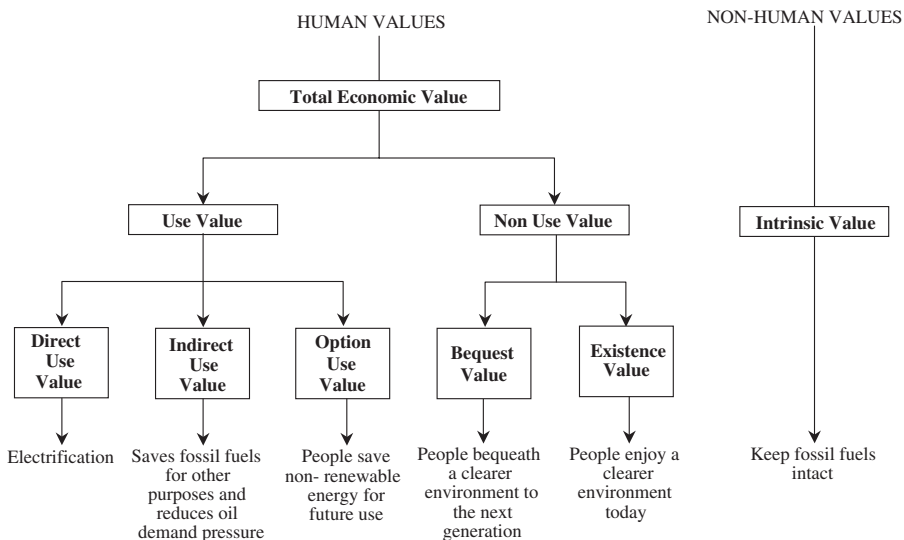 HUMAN VALUES
NON-HUMAN VALUES
Total Economic Value
Use Value
Non Use Value
Intrinsic Value
Direct
Use
Value
Indirect
Use
Value
Option
Use
Value
Bequest
Value
Existence
Value
Electrification
Saves fossil fuels
for other
purposes and
reduces oil
demand pressure
People save
non- renewable
energy for
future use
People bequeath
a clearer
environment to
the next
generation
People enjoy a
clearer
environment
today
Keep fossil fuels
intact